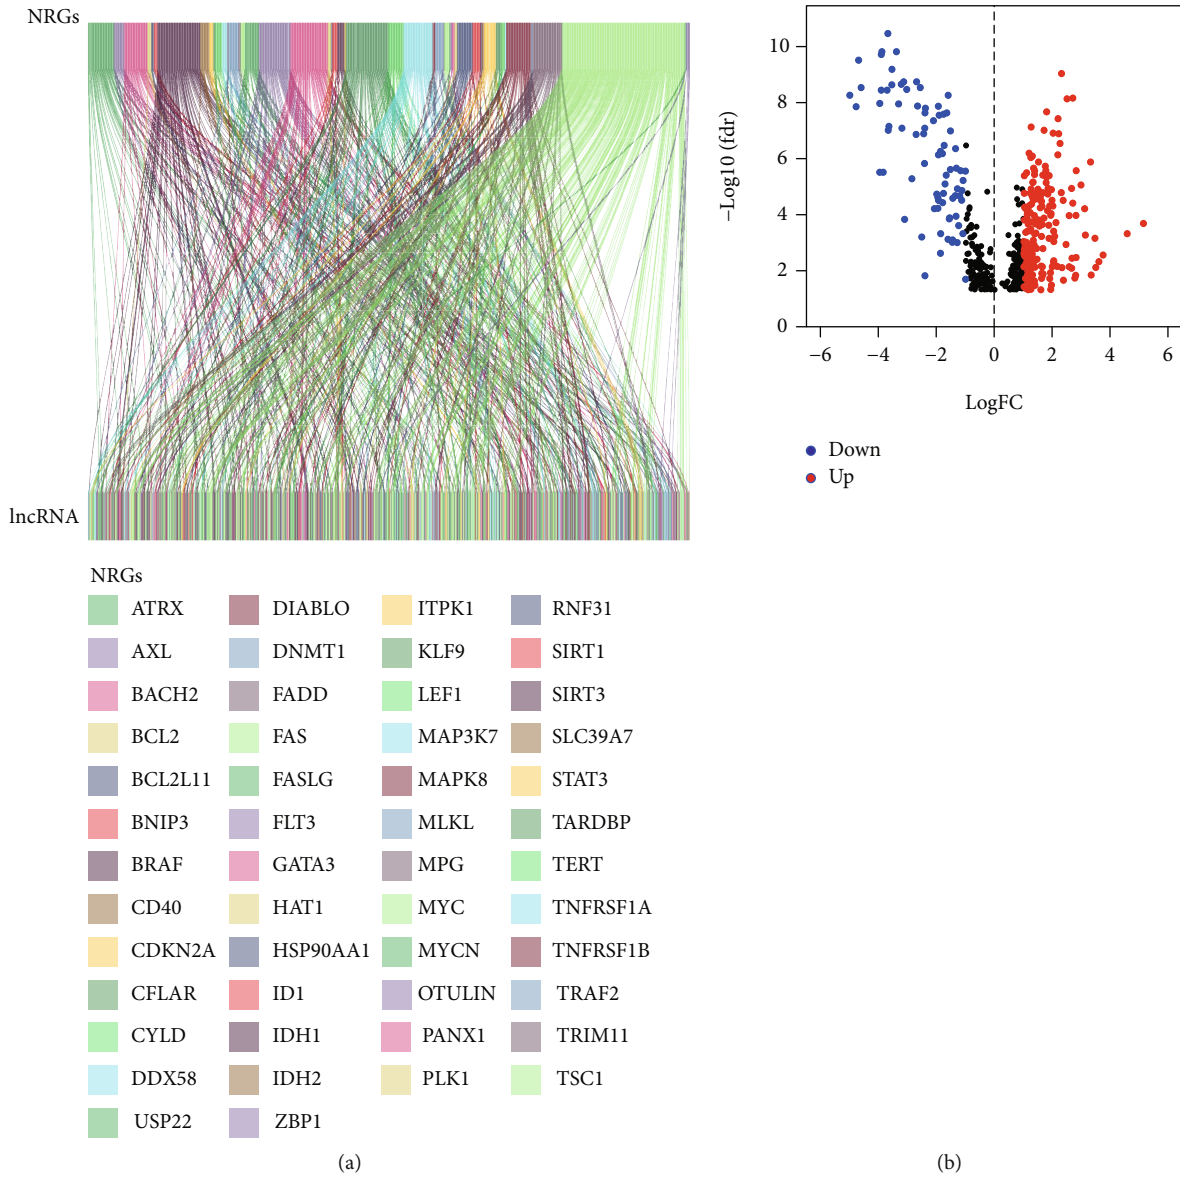 NRGs
lncRNA
NRGs
ATRX DIABLO ITPK1 RNF31
AXL DNMT1 KLF9 SIRT1
BACH2 FADD LEF1 SIRT3
BCL2 FAS MAP3K7 SLC39A7
BCL2L11 FASLG MAPK8 STAT3
BNIP3 FLT3 MLKL TARDBP
BRAF GATA3 MPG TERT
CD40 HAT1 MYC TNFRSF1A
CDKN2A HSP90AA1 MYCN TNFRSF1B
CFLAR ID1 OTULIN TRAF2
CYLD IDH1 PANX1 TRIM11
DDX58 IDH2 PLK1 TSC1
USP22 ZBP1
(a)
−Log10 (fdr)
10
8
6
4
2
0
−6 −4 −2 0 2 4 6
LogFC
Down
Up
(b)